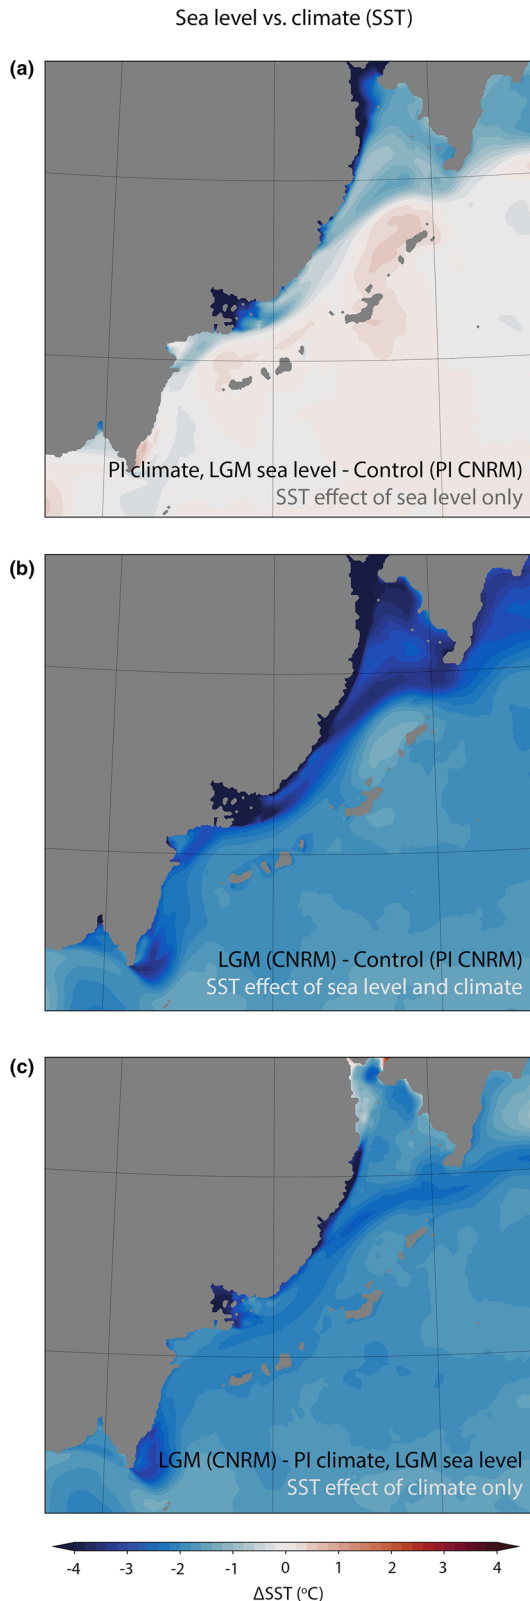 Sea level vs. climate (SST)
(a)
PI climate, LGM sea level - Control (PI CNRM)
SST effect of sea level only
(b)
LGM (CNRM) - Control (PI CNRM)
SST effect of sea level and climate
(c)
LGM (CNRM) - PI climate, LGM sea level
SST effect of climate only
-4 -3 -2 -1 0 1 2 3 4
ΔSST (ºC)